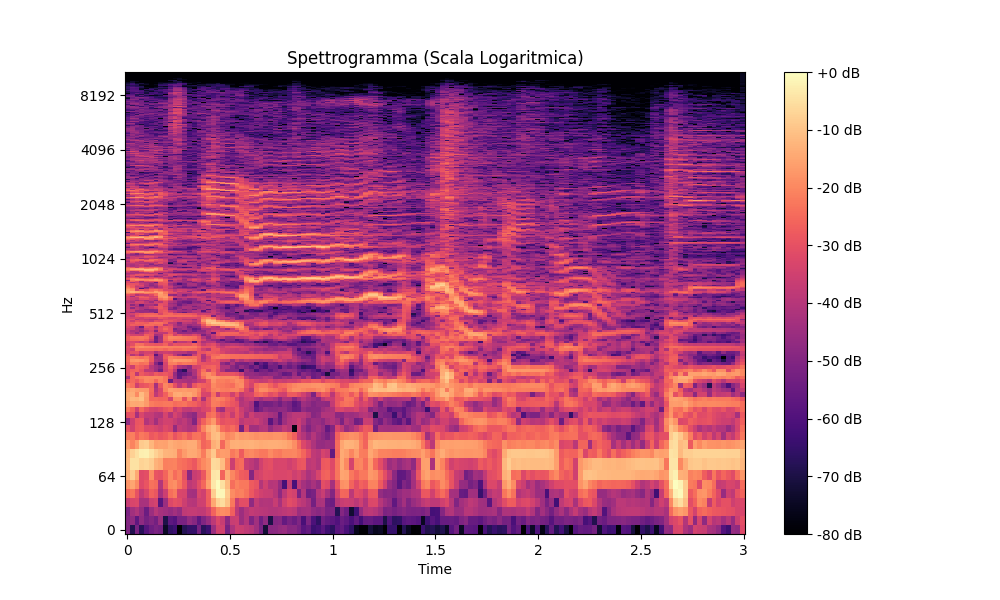 Spettrogramma (Scala Logaritmica)
Hz
8192
4096
2048
1024
512
256
128
64
0
0 0.5 1 1.5 2 2.5 3
Time
+0 dB
-10 dB
-20 dB
-30 dB
-40 dB
-50 dB
-60 dB
-70 dB
-80 dB